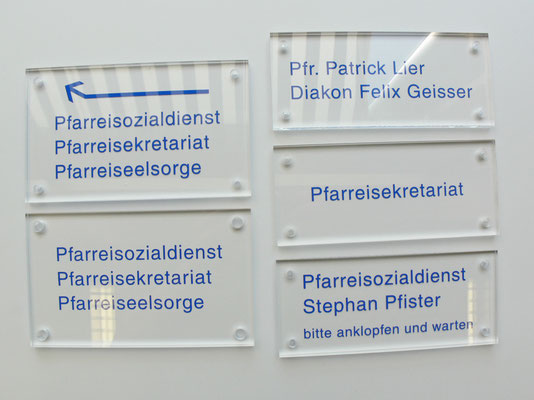 Pfarreisozialdienst
Pfarreisekretariat
Pfarreiseelsorge
Pfarreisozialdienst
Pfarreisekretariat
Pfarreiseelsorge
Pfr. Patrick Lier
Diakon Felix Geisser
Pfarreisekretariat
Pfarreisozialdienst
Stephan Pfister
bitte anklopfen und warten